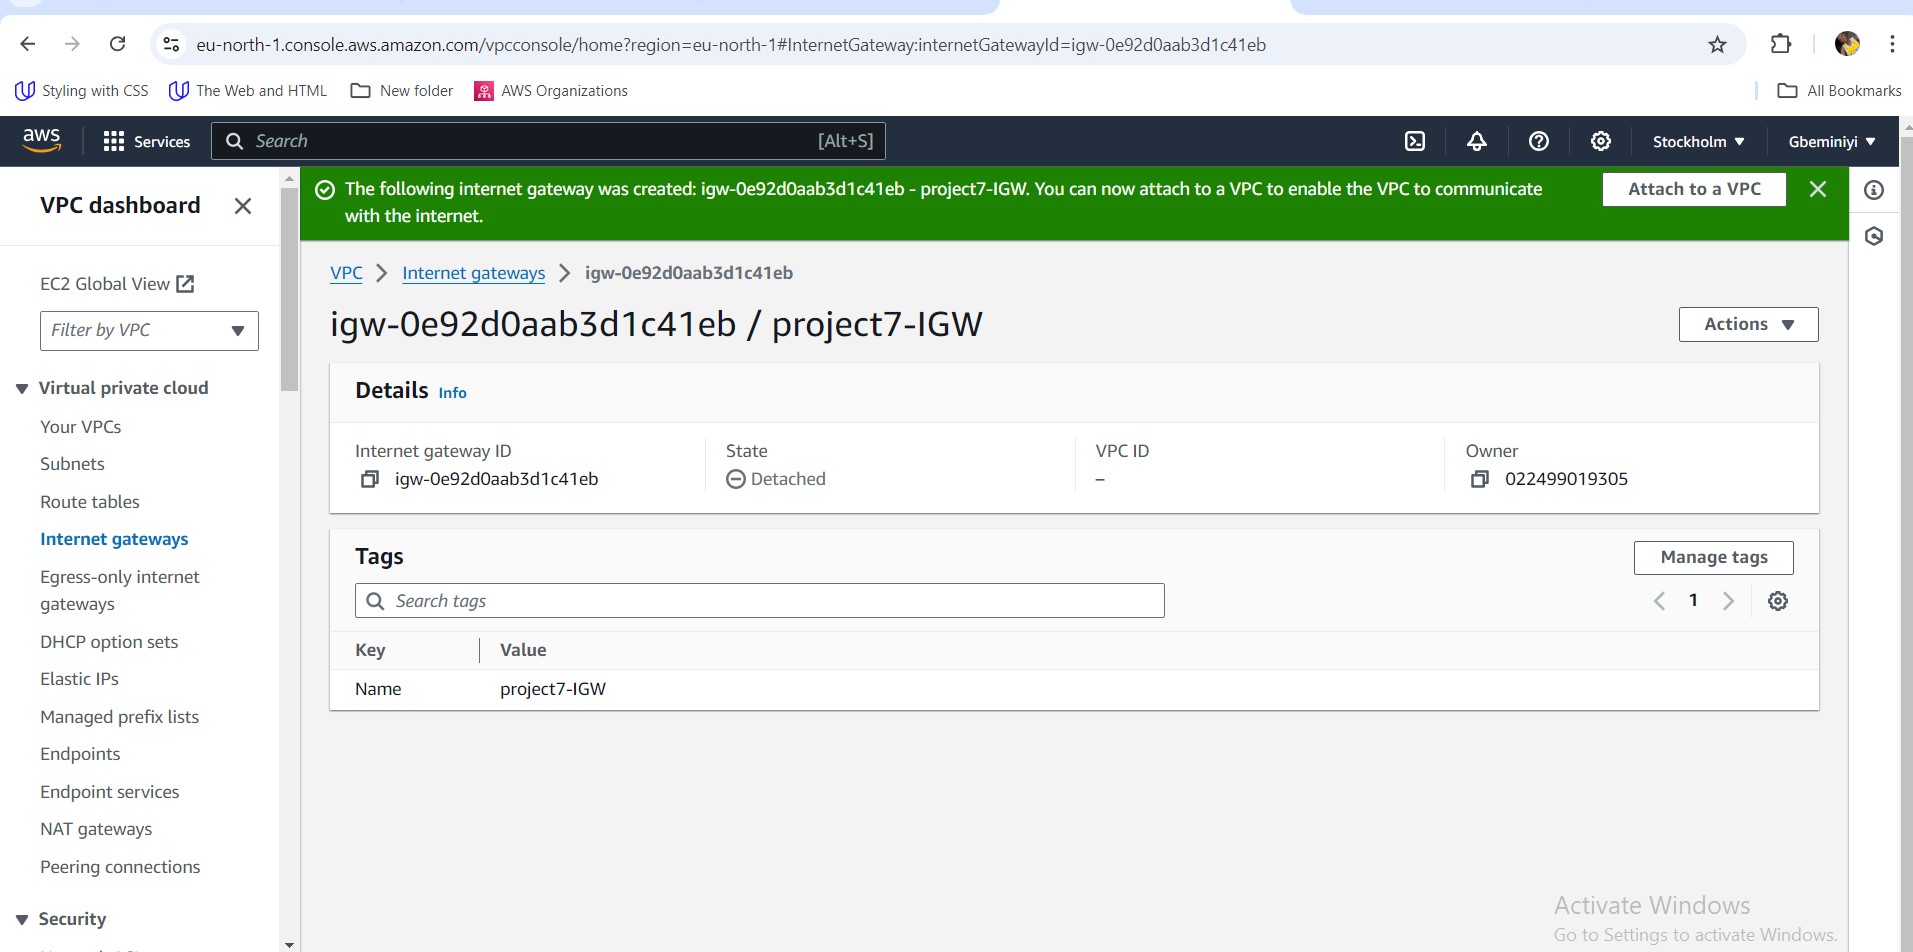 eu-north-1.console.aws.amazon.com/vpcconsole/home?region=eu-north-1#InternetGateway:internetGatewayId=igw-0e92d0aab3d1c41eb
Styling with CSS
The Web and HTML
New folder
AWS Organizations
All Bookmarks
aws
Services
Search
[Alt+S]
Stockholm
Gbeminiyi
VPC dashboard
EC2 Global View
Filter by VPC
Virtual private cloud
Your VPCs
Subnets
Route tables
Internet gateways
Egress-only internet
gateways
DHCP option sets
Elastic IPs
Managed prefix lists
Endpoints
Endpoint services
NAT gateways
Peering connections
Security
The following internet gateway was created: igw-0e92d0aab3d1c41eb - project7-IGW. You can now attach to a VPC to enable the VPC to communicate
with the internet.
Attach to a VPC
VPC
Internet gateways
igw-0e92d0aab3d1c41eb
igw-0e92d0aab3d1c41eb / project7-IGW
Actions
Details
Info
Internet gateway ID
igw-0e92d0aab3d1c41eb
State
Detached
VPC ID
–
Owner
022499019305
Tags
Manage tags
Search tags
1
Key
Value
Name
project7-IGW
Activate Windows
Go to Settings to activate Windows.